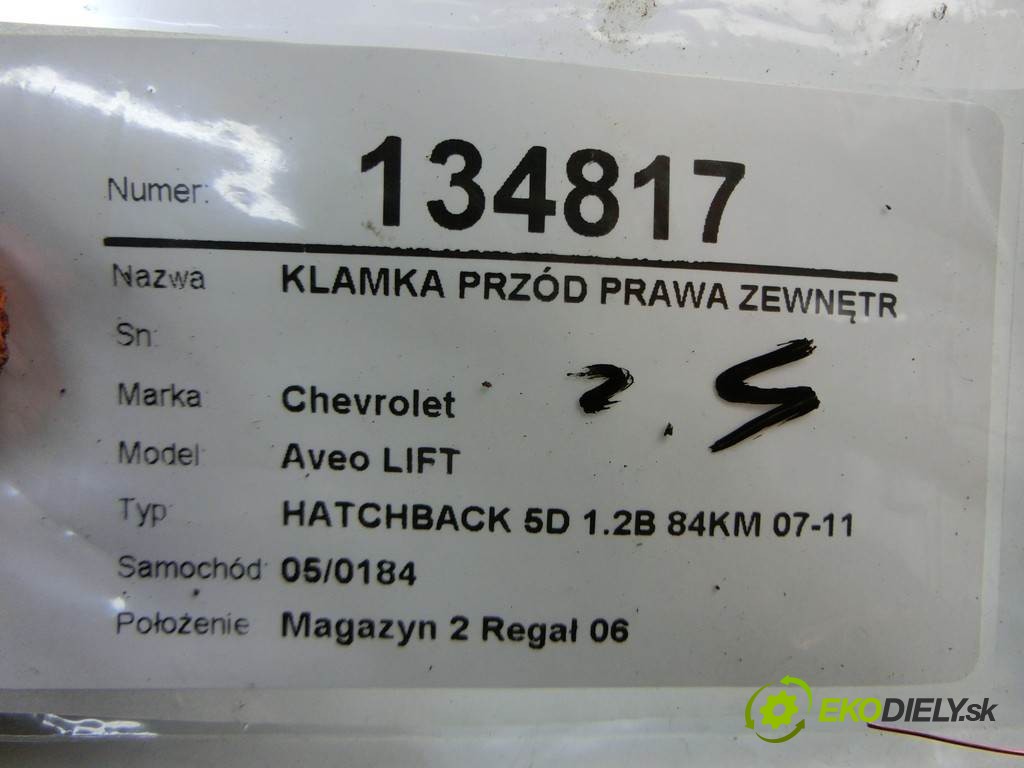 Numer: 134817
Nazwa KLAMKA PRZÓD PRAWA ZEWNĘTR
Sn:
Marka Chevrolet
Model Aveo LIFT
Typ HATCHBACK 5D 1.2B 84KM 07-11
Samochód 05/0184
Położenie Magazyn 2 Regał 06
EKODIELY.sk